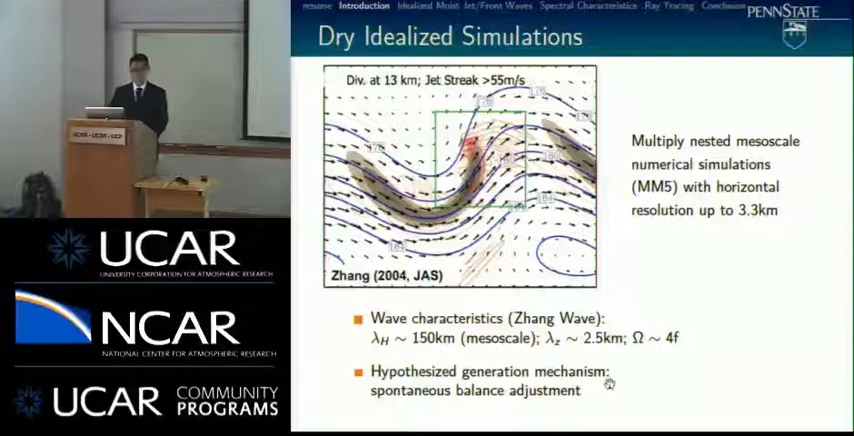 resume Introduction Idealized Moist Jet/Front Waves Spectral Characteristics Ray Tracing Conclusion
PENNSTATE
Dry Idealized Simulations
Div. at 13 km; Jet Streak >55m/s
Zhang (2004, JAS)
Multiply nested mesoscale
numerical simulations
(MM5) with horizontal
resolution up to 3.3km
Wave characteristics (Zhang Wave):
λH ∼ 150km (mesoscale); λz ∼ 2.5km; Ω ∼ 4f
Hypothesized generation mechanism:
spontaneous balance adjustment
UCAR
UNIVERSITY CORPORATION FOR ATMOSPHERIC RESEARCH
NCAR
NATIONAL CENTER FOR ATMOSPHERIC RESEARCH
UCAR
COMMUNITY
PROGRAMS